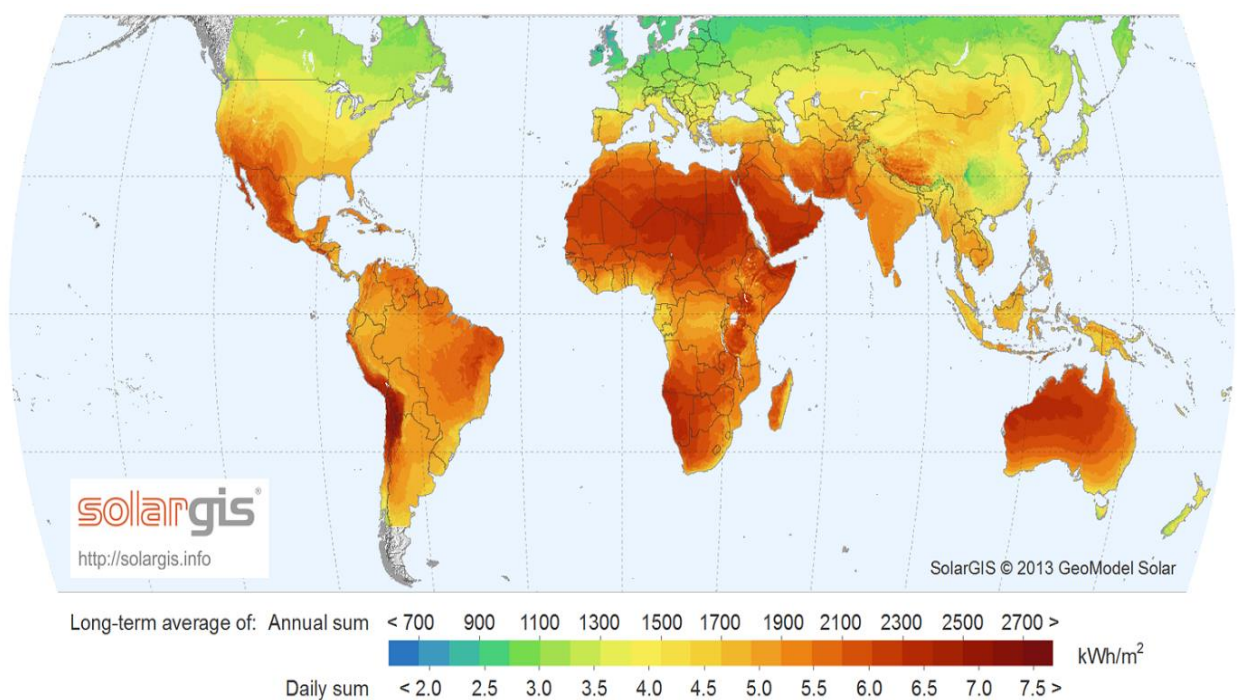 solargis®
http://solargis.info
SolarGIS © 2013 GeoModel Solar
Long-term average of: Annual sum < 700 900 1100 1300 1500 1700 1900 2100 2300 2500 2700 >
kWh/m²
Daily sum < 2.0 2.5 3.0 3.5 4.0 4.5 5.0 5.5 6.0 6.5 7.0 7.5 >